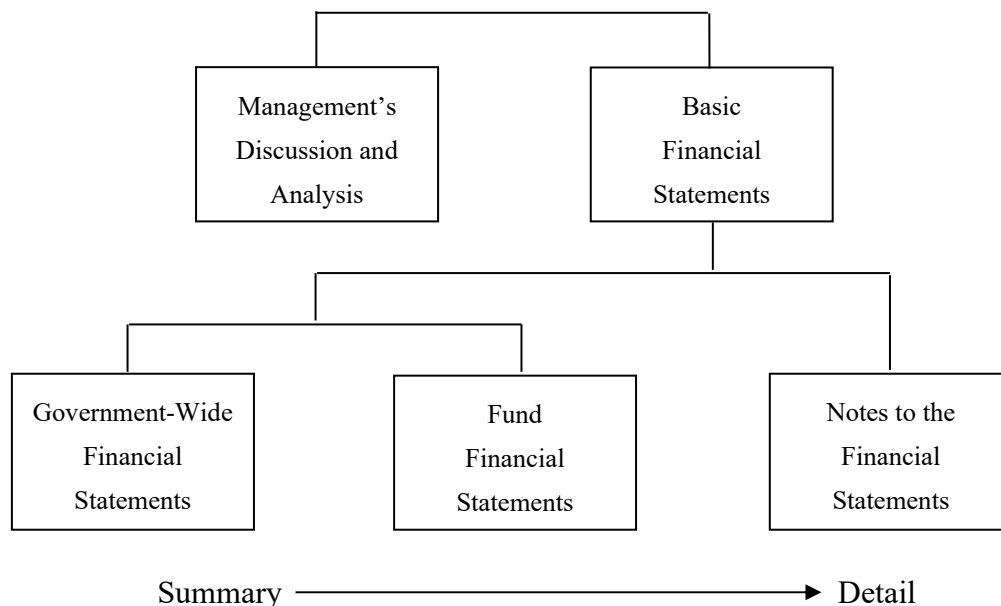 Management’s
Discussion and
Analysis
Basic
Financial
Statements
Government-Wide
Financial
Statements
Fund
Financial
Statements
Notes to the
Financial
Statements
Summary
Detail